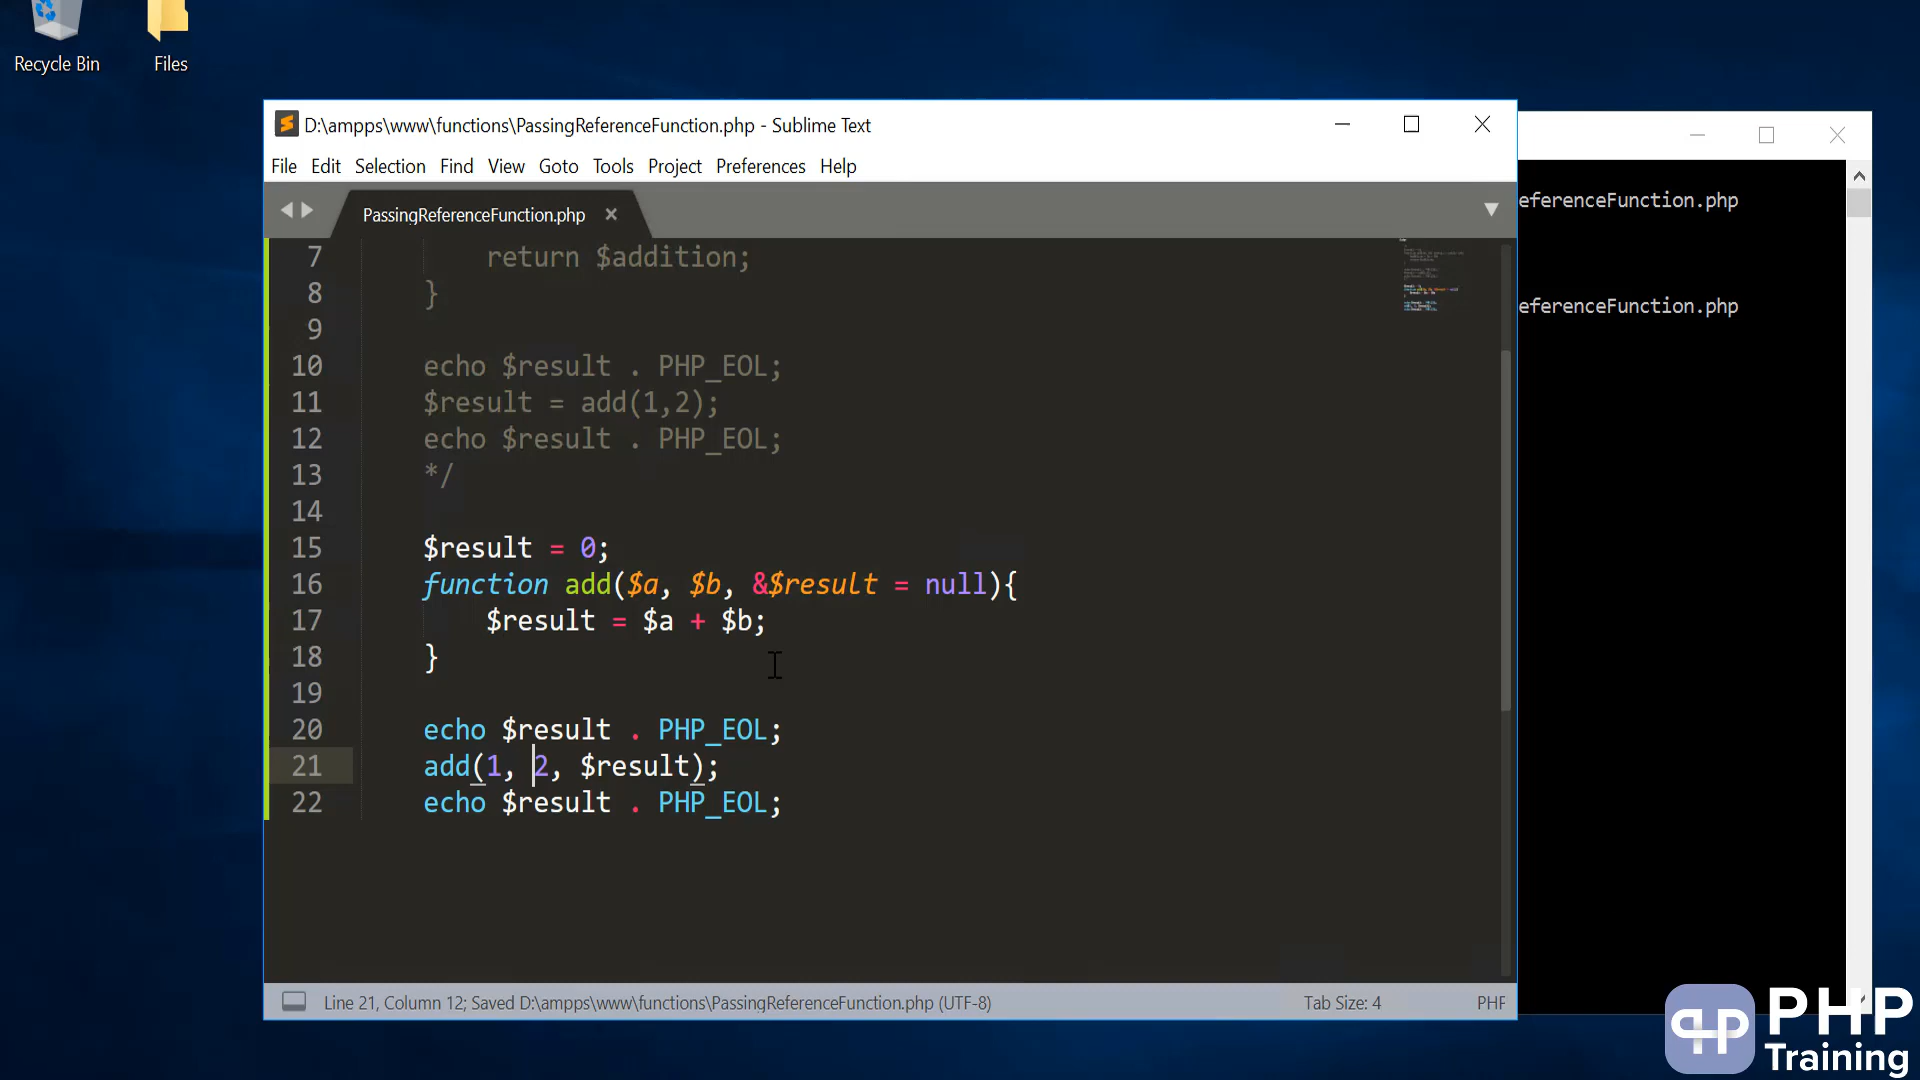 Recycle Bin
Files
D:\ampps\www\functions\PassingReferenceFunction.php - Sublime Text
File Edit Selection Find View Goto Tools Project Preferences Help
PassingReferenceFunction.php
7 return $addition;
8 }
9
10 echo $result . PHP_EOL;
11 $result = add(1,2);
12 echo $result . PHP_EOL;
13 */
14
15 $result = 0;
16 function add($a, $b, &$result = null){
17 $result = $a + $b;
18 }
19
20 echo $result . PHP_EOL;
21 add(1, 2, $result);
22 echo $result . PHP_EOL;
Line 21, Column 12; Saved D:\ampps\www\functions\PassingReferenceFunction.php (UTF-8)
Tab Size: 4
PHF
eferenceFunction.php
eferenceFunction.php
php
PHP
Training